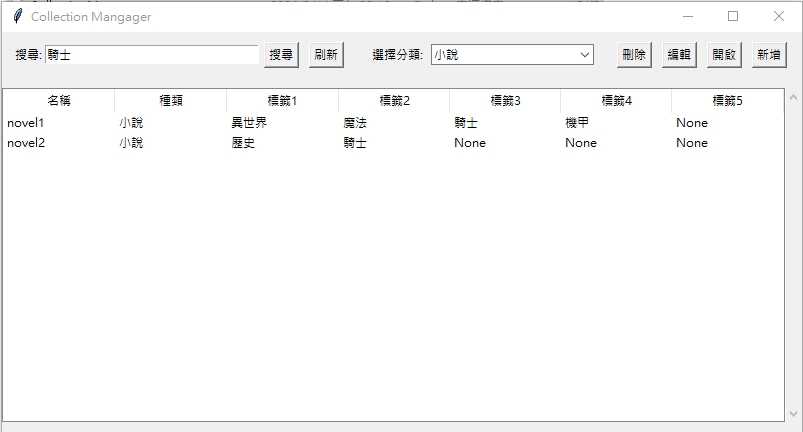 Collection Mangager
搜尋: 騎士 搜尋 刷新 選擇分類: 小說 刪除 編輯 開啟 新增
名稱 種類 標籤1 標籤2 標籤3 標籤4 標籤5
novel1 小說 異世界 魔法 騎士 機甲 None
novel2 小說 歷史 騎士 None None None